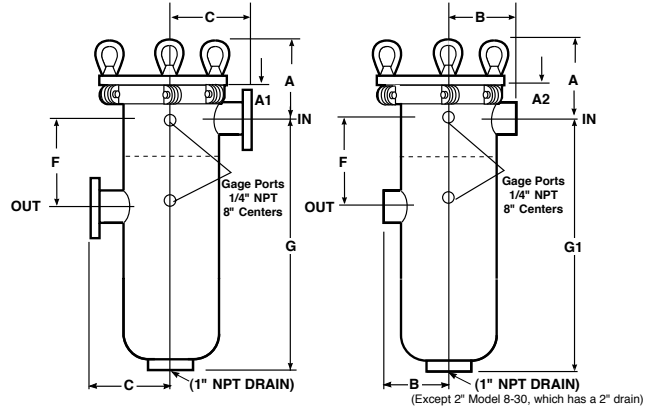 C
A
A1
IN
F
Gage Ports
1/4" NPT
8" Centers
OUT
G
C
(1" NPT DRAIN)
B
A
A2
IN
F
Gage Ports
1/4" NPT
8" Centers
OUT
G1
B
(1" NPT DRAIN)
(Except 2" Model 8-30, which has a 2" drain)